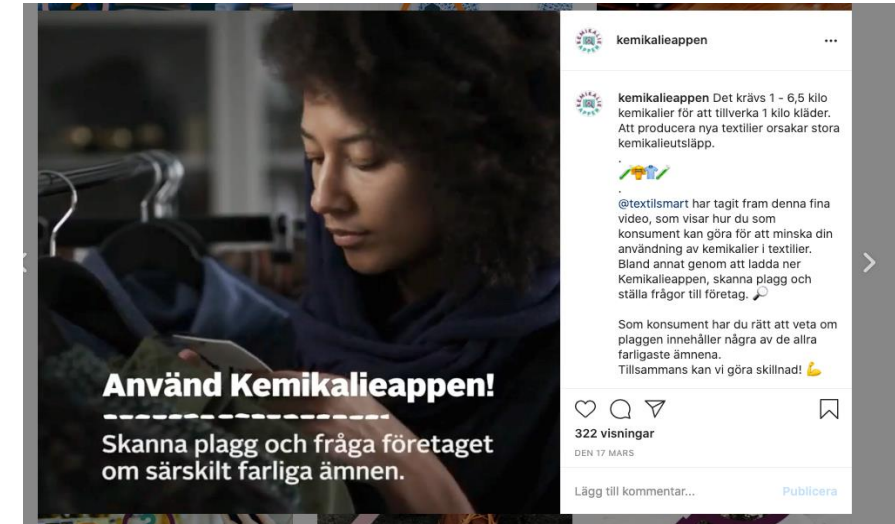 Använd Kemikalieappen!
Skanna plagg och fråga företaget
om särskilt farliga ämnen.
KEMIKALIE
APPEN
kemikalieappen
...
KEMIKALIE
APPEN
kemikalieappen Det krävs 1 - 6,5 kilo
kemikalier för att tillverka 1 kilo kläder.
Att producera nya textilier orsakar stora
kemikalieutsläpp.
.
.
@textilsmart har tagit fram denna fina
video, som visar hur du som
konsument kan göra för att minska din
användning av kemikalier i textilier.
Bland annat genom att ladda ner
Kemikalieappen, skanna plagg och
ställa frågor till företag. 🔎
Som konsument har du rätt att veta om
plaggen innehåller några av de allra
farligaste ämnena.
Tillsammans kan vi göra skillnad! 💪
322 visningar
DEN 17 MARS
Lägg till kommentar...
Publicera